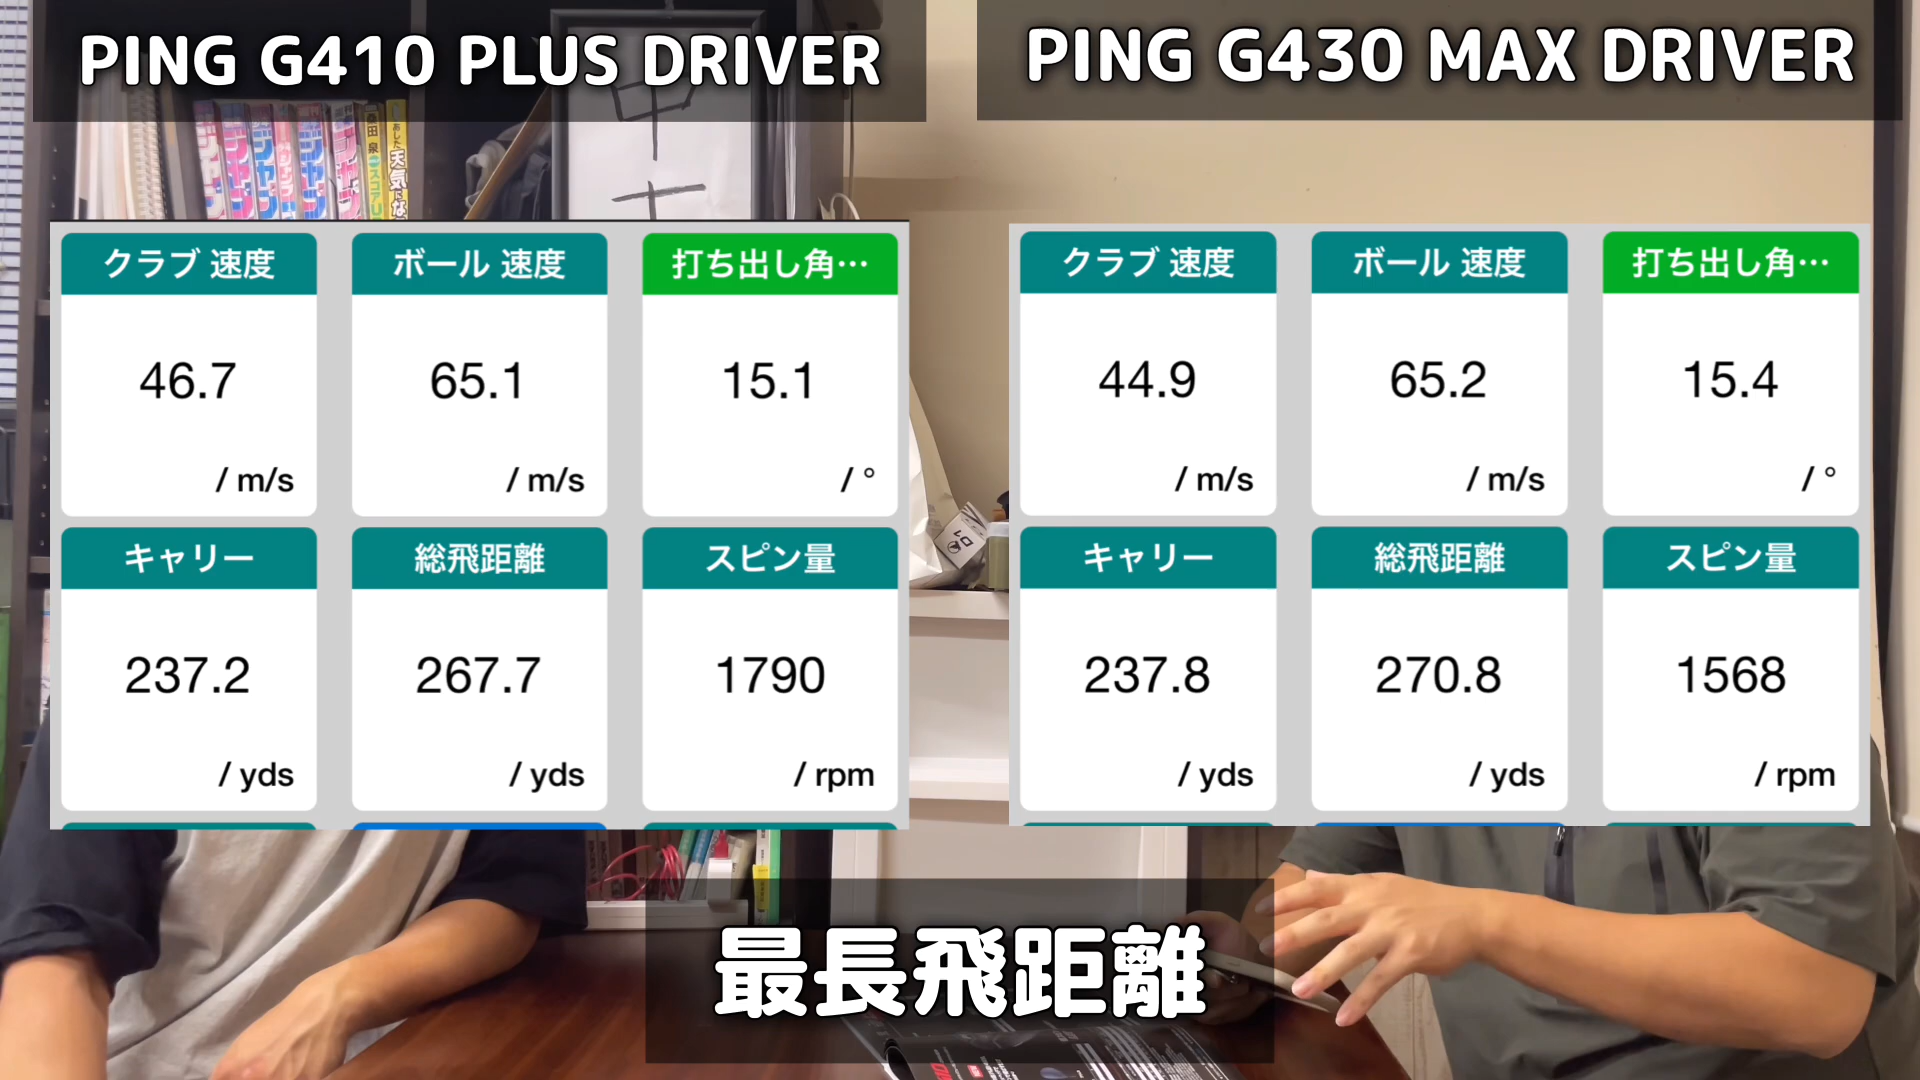 PING G410 PLUS DRIVER
PING G430 MAX DRIVER
クラブ 速度
ボール 速度
打ち出し角…
46.7
65.1
15.1
/ m/s
/ m/s
/ °
キャリー
総飛距離
スピン量
237.2
267.7
1790
/ yds
/ yds
/ rpm
クラブ 速度
ボール 速度
打ち出し角…
44.9
65.2
15.4
/ m/s
/ m/s
/ °
キャリー
総飛距離
スピン量
237.8
270.8
1568
/ yds
/ yds
/ rpm
最長飛距離